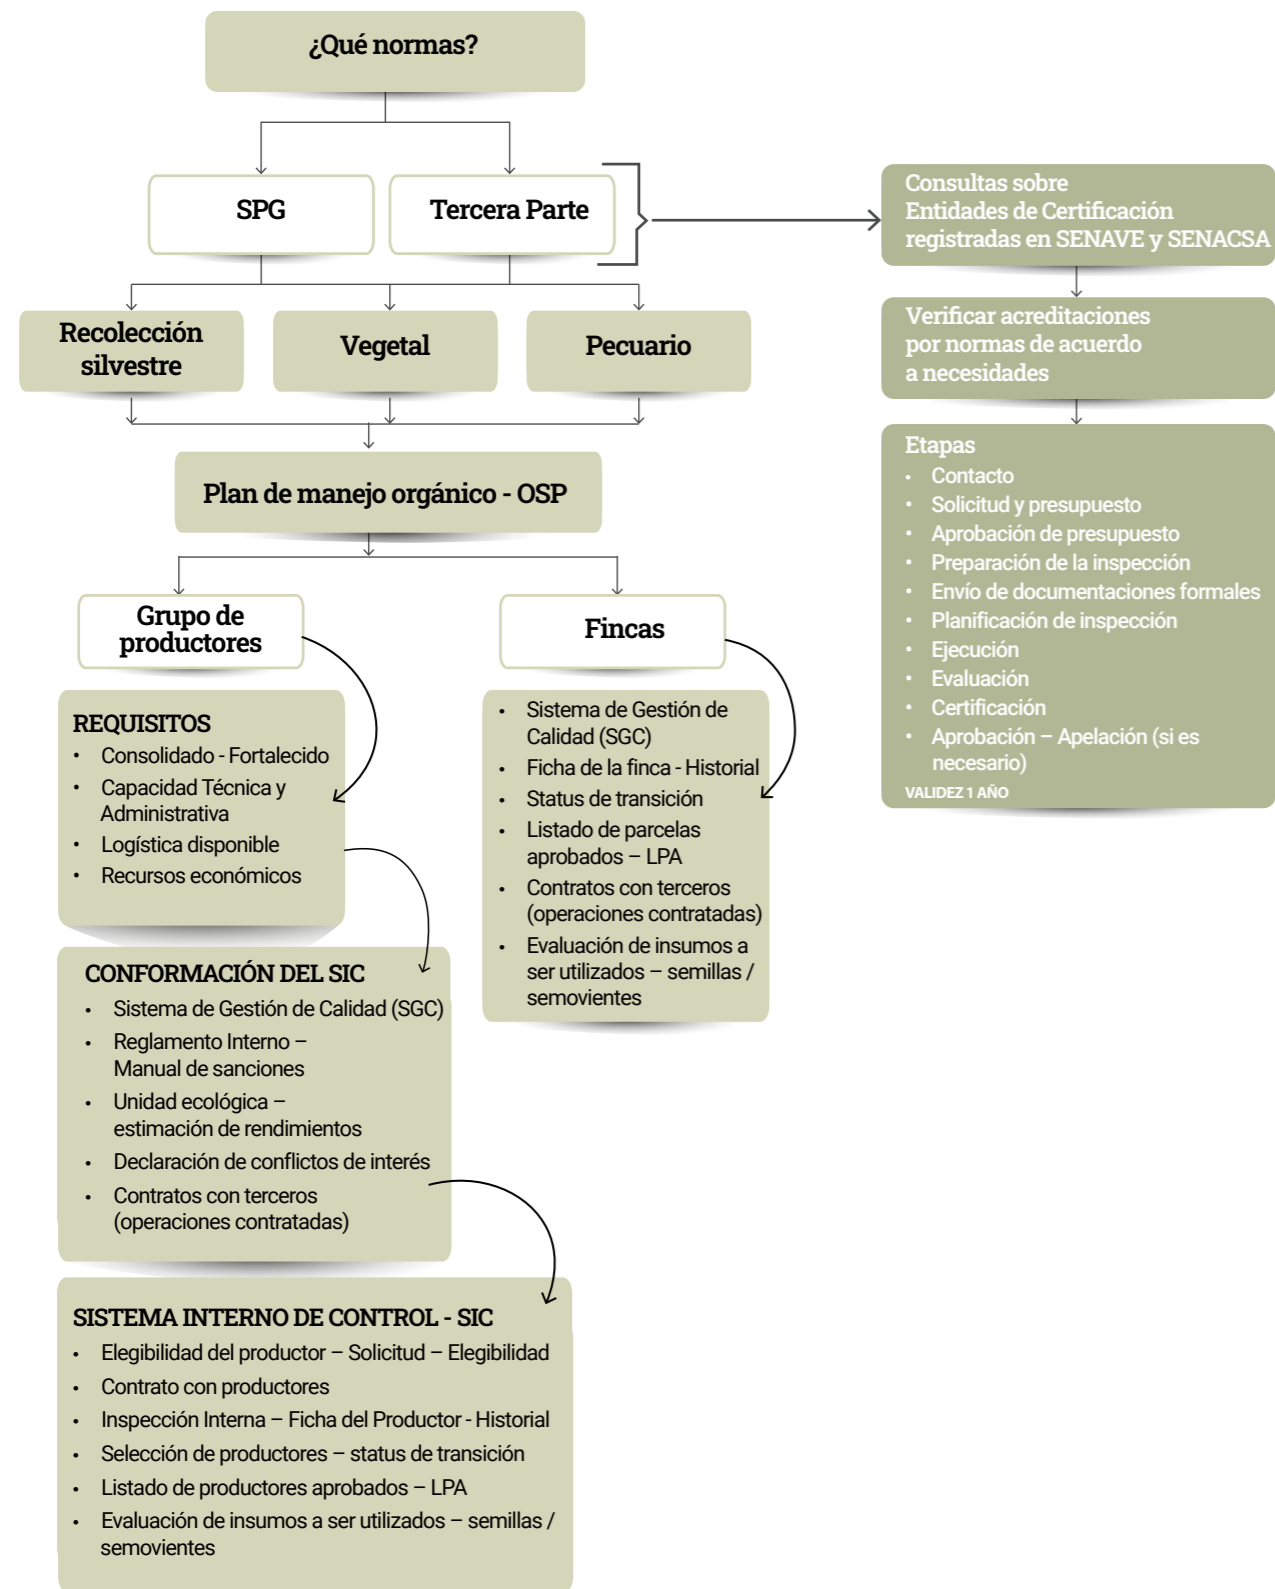 ¿Qué normas?
SPG
Tercera Parte
Consultas sobre
Entidades de Certificación
registradas en SENAVE y SENACSA
Recolección
silvestre
Vegetal
Pecuario
Verificar acreditaciones
por normas de acuerdo
a necesidades
Plan de manejo orgánico - OSP
Etapas
• Contacto
• Solicitud y presupuesto
• Aprobación de presupuesto
• Preparación de la inspección
• Envío de documentaciones formales
• Planificación de inspección
• Ejecución
• Evaluación
• Certificación
• Aprobación – Apelación (si es
necesario)
VALIDEZ 1 AÑO
Grupo de
productores
Fincas
REQUISITOS
• Consolidado - Fortalecido
• Capacidad Técnica y
Administrativa
• Logística disponible
• Recursos económicos
• Sistema de Gestión de
Calidad (SGC)
• Ficha de la finca - Historial
• Status de transición
• Listado de parcelas
aprobados – LPA
• Contratos con terceros
(operaciones contratadas)
• Evaluación de insumos a
ser utilizados – semillas /
semovientes
CONFORMACIÓN DEL SIC
• Sistema de Gestión de Calidad (SGC)
• Reglamento Interno –
Manual de sanciones
• Unidad ecológica –
estimación de rendimientos
• Declaración de conflictos de interés
• Contratos con terceros
(operaciones contratadas)
SISTEMA INTERNO DE CONTROL - SIC
• Elegibilidad del productor – Solicitud – Elegibilidad
• Contrato con productores
• Inspección Interna – Ficha del Productor - Historial
• Selección de productores – status de transición
• Listado de productores aprobados – LPA
• Evaluación de insumos a ser utilizados – semillas /
semovientes